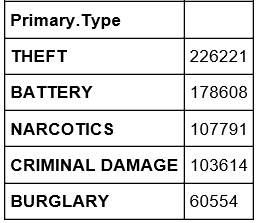 Primary.Type
THEFT 226221
BATTERY 178608
NARCOTICS 107791
CRIMINAL DAMAGE 103614
BURGLARY 60554